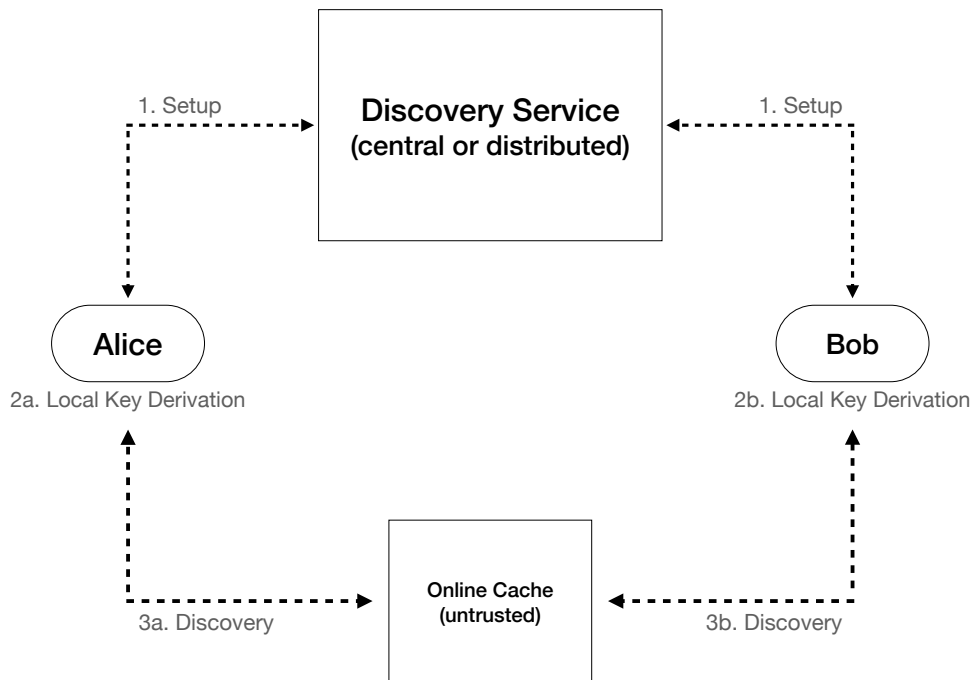 1. Setup
Discovery Service
(central or distributed)
1. Setup
Alice
2a. Local Key Derivation
Bob
2b. Local Key Derivation
Online Cache
(untrusted)
3a. Discovery
3b. Discovery